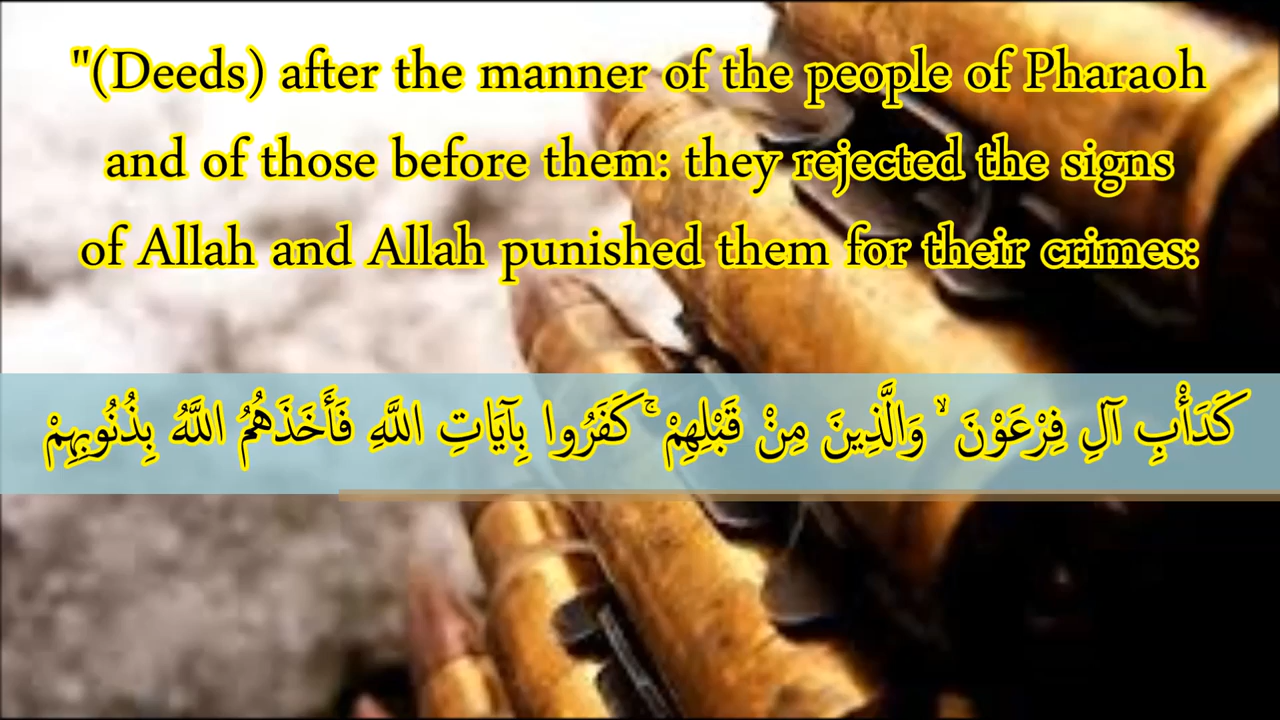 "(Deeds) after the manner of the people of Pharaoh
and of those before them: they rejected the signs
of Allah and Allah punished them for their crimes:
كَدَأْبِ آلِ فِرْعَوْنَ ۙ وَالَّذِينَ مِنْ قَبْلِهِمْ ۚ كَفَرُوا بِآيَاتِ اللَّهِ فَأَخَذَهُمُ اللَّهُ بِذُنُوبِهِمْ